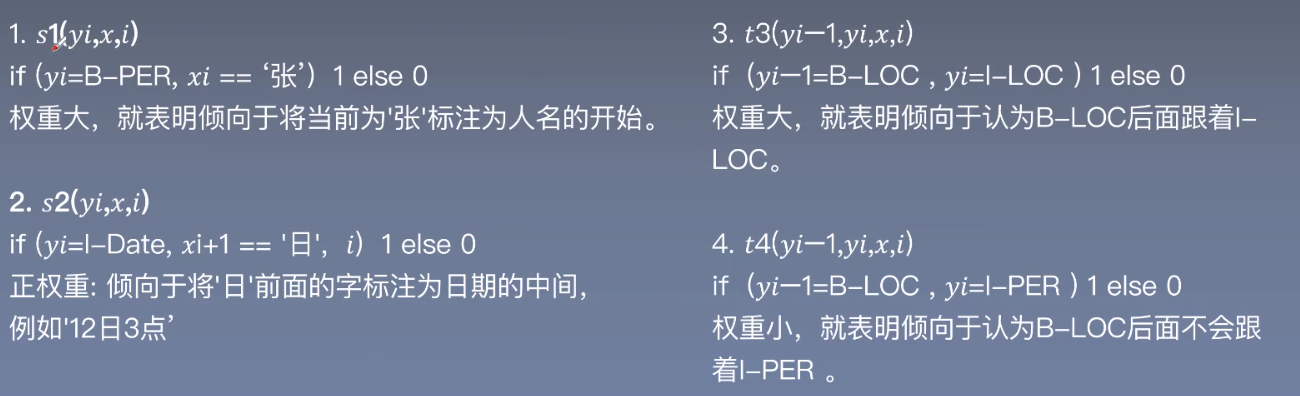 1. s1(yi,x,i)
if (yi=B-PER, xi == ‘张’）1 else 0
权重大，就表明倾向于将当前为'张'标注为人名的开始。
2. s2(yi,x,i)
if (yi=I-Date, xi+1 == '日'，i）1 else 0
正权重: 倾向于将'日'前面的字标注为日期的中间，
例如'12日3点’
3. t3(yi—1,yi,x,i)
if（yi—1=B-LOC , yi=I-LOC ) 1 else 0
权重大，就表明倾向于认为B-LOC后面跟着I-
LOC。
4. t4(yi—1,yi,x,i)
if（yi—1=B-LOC , yi=I-PER ) 1 else 0
权重小，就表明倾向于认为B-LOC后面不会跟
着I-PER 。